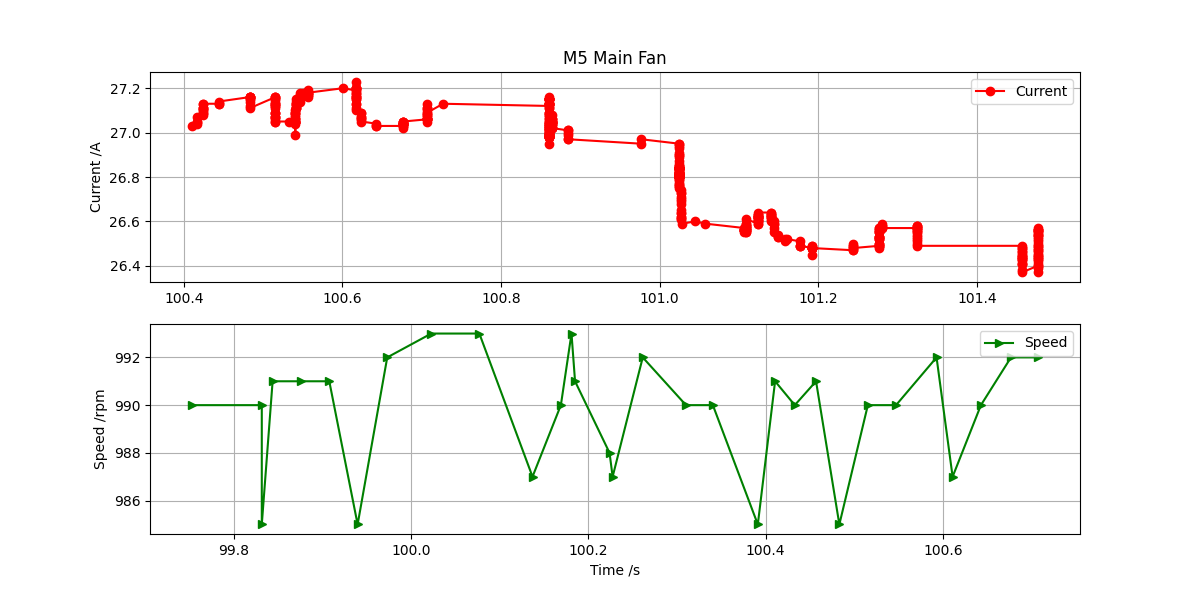 M5 Main Fan
Current /A
27.2
27.0
26.8
26.6
26.4
Current
100.4 100.6 100.8 101.0 101.2 101.4
Speed /rpm
992
990
988
986
Speed
99.8 100.0 100.2 100.4 100.6
Time /s